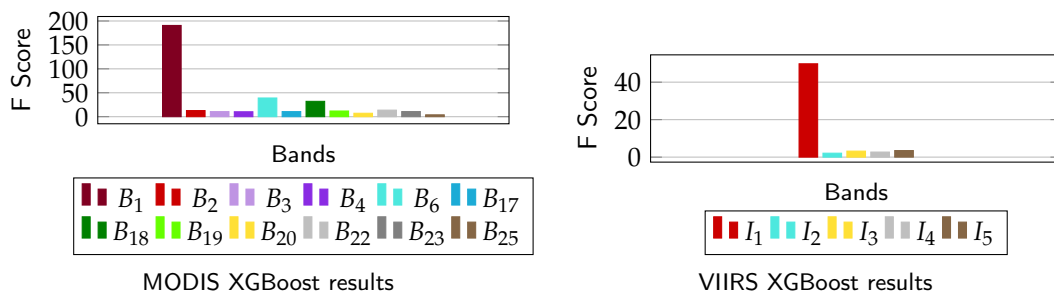 200
150
100
50
0
F Score
Bands
B1 B2 B3 B4 B6 B17
B18 B19 B20 B22 B23 B25
MODIS XGBoost results
40
20
0
F Score
Bands
I1 I2 I3 I4 I5
VIIRS XGBoost results